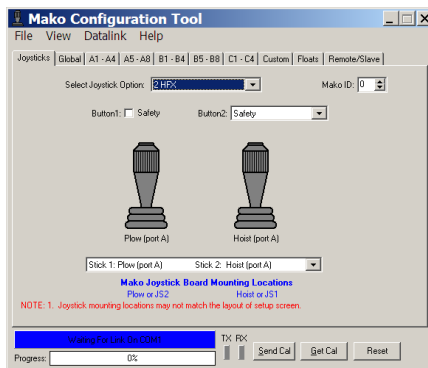 Mako Configuration Tool
File View Datalink Help
Joysticks Global A1 - A4 A5 - A8 B1 - B4 B5 - B8 C1 - C4 Custom Floats Remote/Slave
Select Joystick Option: 2 HFX Mako ID: 0
Button1: Safety Button2: Safety
Plow (port A) Hoist (port A)
Stick 1: Plow (port A) Stick 2: Hoist (port A)
Mako Joystick Board Mounting Locations
Plow or JS2 Hoist or JS1
NOTE: 1. Joystick mounting locations may not match the layout of setup screen.
Waiting For Link On COM1 TX RX
Send Cal Get Cal Reset
Progress: 0%